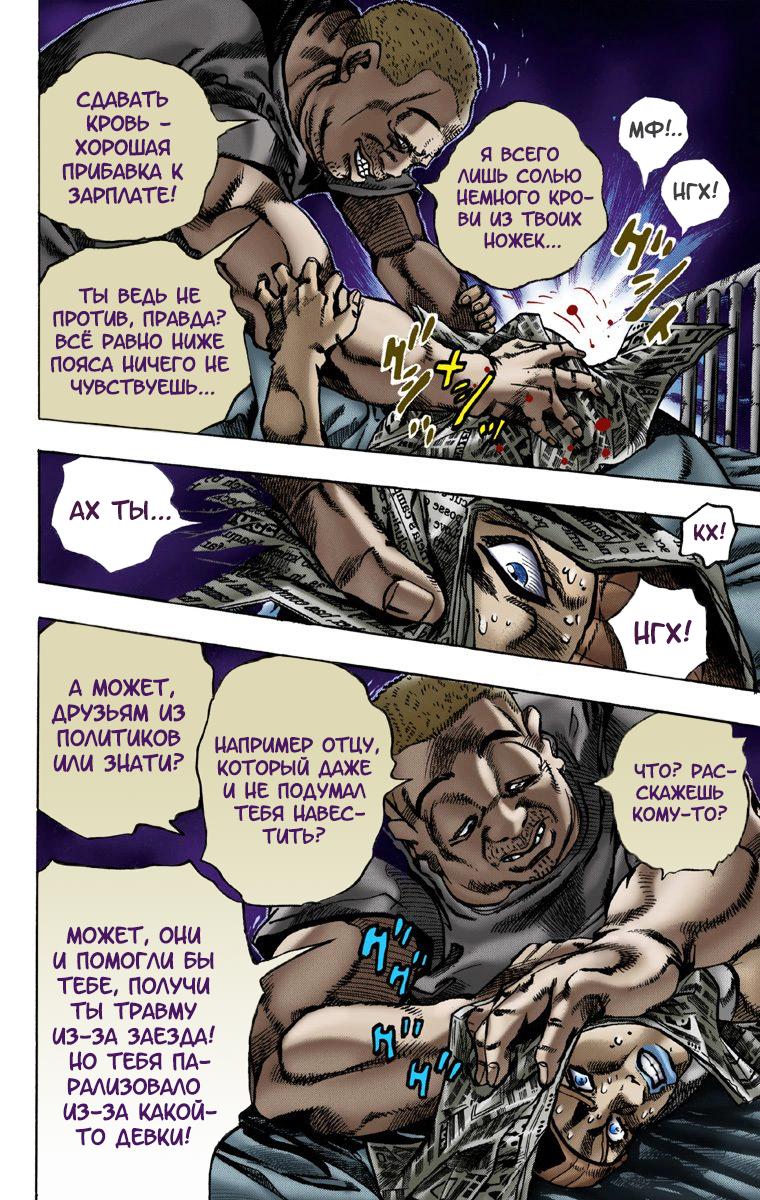 МФ!..
НГХ!
Я ВСЕГО
ЛИШЬ СОЛЬЮ
НЕМНОГО КРО-
ВИ ИЗ ТВОИХ
НОЖЕК...
СДАВАТЬ
КРОВЬ -
ХОРОШАЯ
ПРИБАВКА К
ЗАРПЛАТЕ!
ТЫ ВЕДЬ НЕ
ПРОТИВ, ПРАВДА?
ВСЁ РАВНО НИЖЕ
ПОЯСА НИЧЕГО НЕ
ЧУВСТВУЕШЬ...
КХ!
НГХ!
АХ ТЫ...
ЧТО? РАС-
СКАЖЕШЬ
КОМУ-ТО?
НАПРИМЕР ОТЦУ,
КОТОРЫЙ ДАЖЕ
И НЕ ПОДУМАЛ
ТЕБЯ НАВЕС-
ТИТЬ?
А МОЖЕТ,
ДРУЗЬЯМ ИЗ
ПОЛИТИКОВ
ИЛИ ЗНАТИ?
МОЖЕТ, ОНИ
И ПОМОГЛИ БЫ
ТЕБЕ, ПОЛУЧИ
ТЫ ТРАВМУ
ИЗ-ЗА ЗАЕЗДА!
НО ТЕБЯ ПА-
РАЛИЗОВАЛО
ИЗ-ЗА КАКОЙ-
ТО ДЕВКИ!